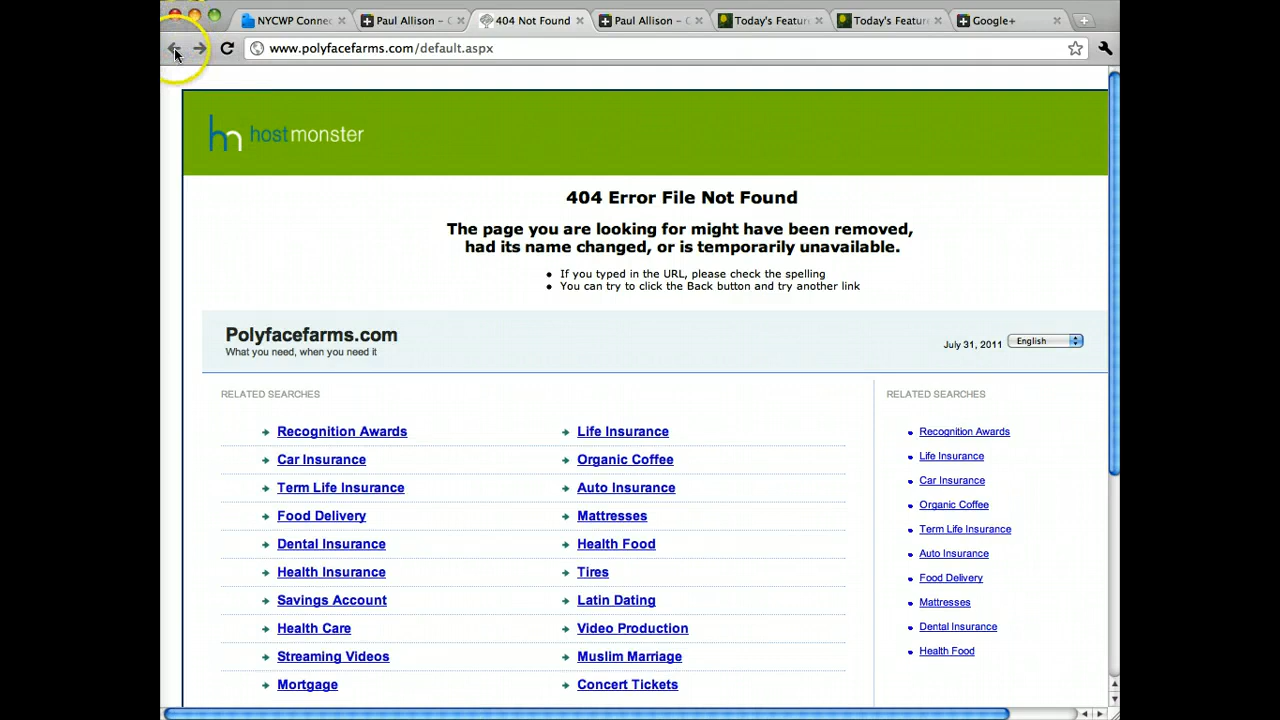 NYCWP Connec
Paul Allison – C
404 Not Found
Paul Allison – C
Today's Featur
Today's Featur
Google+
www.polyfacefarms.com/default.aspx
hn hostmonster
404 Error File Not Found
The page you are looking for might have been removed,
had its name changed, or is temporarily unavailable.
If you typed in the URL, please check the spelling
You can try to click the Back button and try another link
Polyfacefarms.com
What you need, when you need it
July 31, 2011
English
RELATED SEARCHES
Recognition Awards
Life Insurance
Car Insurance
Organic Coffee
Term Life Insurance
Auto Insurance
Food Delivery
Mattresses
Dental Insurance
Health Food
Health Insurance
Tires
Savings Account
Latin Dating
Health Care
Video Production
Streaming Videos
Muslim Marriage
Mortgage
Concert Tickets
RELATED SEARCHES
Recognition Awards
Life Insurance
Car Insurance
Organic Coffee
Term Life Insurance
Auto Insurance
Food Delivery
Mattresses
Dental Insurance
Health Food